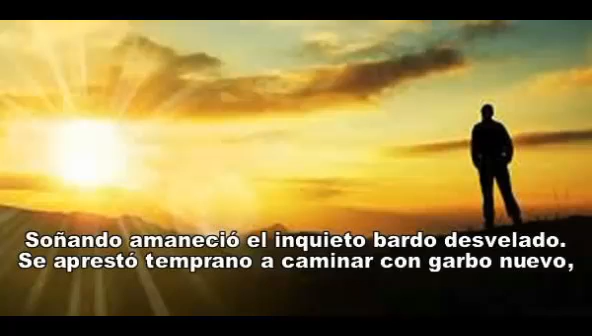 Soñando amaneció el inquieto bardo desvelado.
Se aprestó temprano a caminar con garbo nuevo,